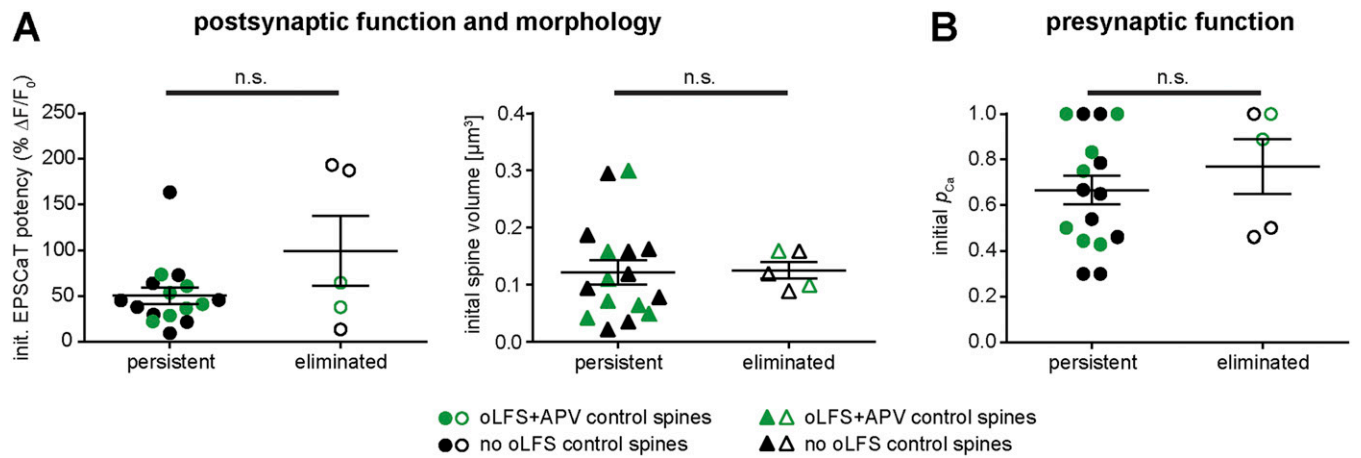 A postsynaptic function and morphology
n.s.
init. EPSCaT potency (% ΔF/F₀)
250
200
150
100
50
0
persistent eliminated
n.s.
inital spine volume [µm³]
0.4
0.3
0.2
0.1
0.0
persistent eliminated
B presynaptic function
n.s.
initial pCa
1.0
0.8
0.6
0.4
0.2
0.0
persistent eliminated
oLFS+APV control spines
no oLFS control spines
oLFS+APV control spines
no oLFS control spines